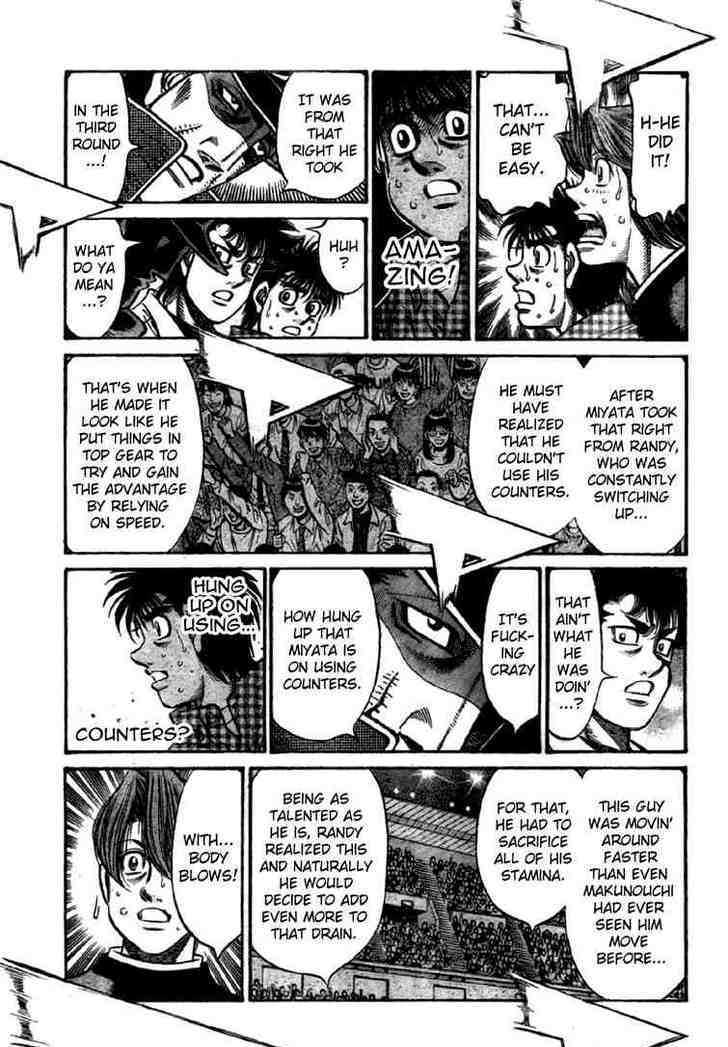 H-HE
DID
IT!
THAT...
CAN'T
BE
EASY.
AMA-
ZING!
IT WAS
FROM
THAT
RIGHT HE
TOOK
IN THE
THIRD
ROUND
...!
HUH
?
WHAT
DO YA
MEAN
...?
AFTER
MIYATA TOOK
THAT RIGHT
FROM RANDY,
WHO WAS
CONSTANTLY
SWITCHING
UP...
HE MUST
HAVE
REALIZED
THAT HE
COULDN'T
USE HIS
COUNTERS.
THAT'S WHEN
HE MADE IT
LOOK LIKE HE
PUT THINGS IN
TOP GEAR TO
TRY AND GAIN
THE ADVANTAGE
BY RELYING
ON SPEED.
THAT
AIN'T
WHAT
HE
WAS
DOIN'
...?
IT'S
FUCK-
ING
CRAZY
HOW HUNG
UP THAT
MIYATA
IS ON
USING
COUNTERS.
HUNG
UP ON
USING...
COUNTERS?
THIS GUY
WAS MOVIN'
AROUND
FASTER
THAN EVEN
MAKUNOUCHI
HAD EVER
SEEN HIM
MOVE
BEFORE...
FOR THAT,
HE HAD TO
SACRIFICE
ALL OF HIS
STAMINA.
BEING AS
TALENTED AS
HE IS, RANDY
REALIZED THIS
AND NATURALLY
HE WOULD
DECIDE TO ADD
EVEN MORE TO
THAT DRAIN.
WITH...
BODY
BLOWS!